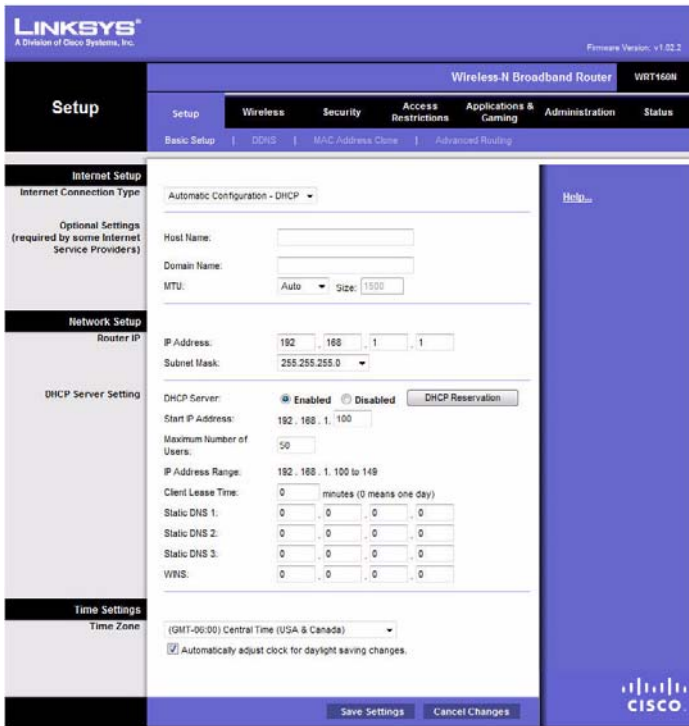 LINKSYS®
A Division of Cisco Systems, Inc.
Firmware Version: v1.02.2
Wireless-N Broadband Router WRT160N
Setup
Setup Wireless Security Access Restrictions Applications & Gaming Administration Status
Basic Setup | DDNS | MAC Address Clone | Advanced Routing
Internet Setup
Internet Connection Type
Automatic Configuration - DHCP
Help...
Optional Settings
(required by some Internet
Service Providers)
Host Name:
Domain Name:
MTU: Auto Size: 1500
Network Setup
Router IP
IP Address: 192 . 168 . 1 . 1
Subnet Mask: 255.255.255.0
DHCP Server Setting
DHCP Server: Enabled Disabled DHCP Reservation
Start IP Address: 192 . 168 . 1. 100
Maximum Number of
Users: 50
IP Address Range: 192 . 168 . 1. 100 to 149
Client Lease Time: 0 minutes (0 means one day)
Static DNS 1: 0 . 0 . 0 . 0
Static DNS 2: 0 . 0 . 0 . 0
Static DNS 3: 0 . 0 . 0 . 0
WINS: 0 . 0 . 0 . 0
Time Settings
Time Zone
(GMT-06:00) Central Time (USA & Canada)
Automatically adjust clock for daylight saving changes.
Save Settings Cancel Changes
CISCO.